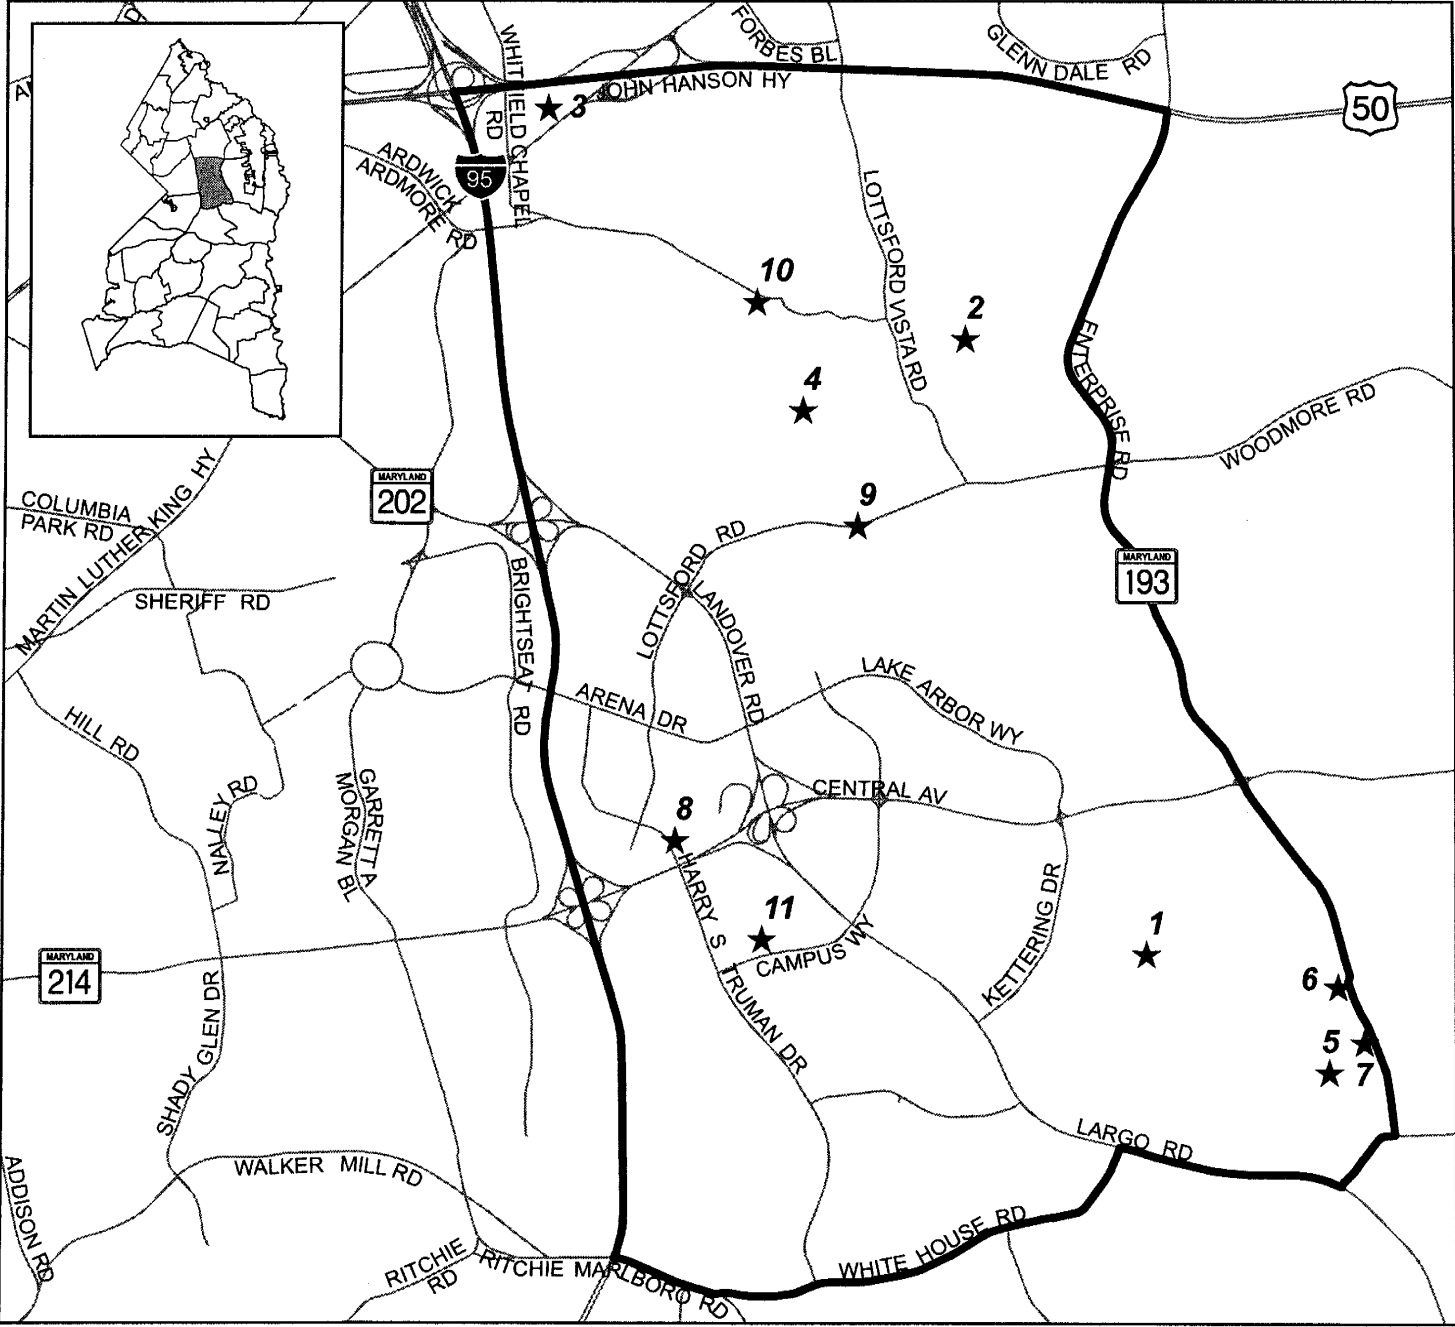 FORBES BL
GLENN DALE RD
WHITFIELD CHAPEL
RD
JOHN HANSON HY
50
3
ARDWICK
ARDMORE RD
95
LOTTSFORD VISTA RD
10
2
4
ENTERPRISE RD
WOODMORE RD
MARTIN LUTHER KING HY
COLUMBIA
PARK RD
MARYLAND
202
9
LOTTSFORD RD
MARYLAND
193
SHERIFF RD
BRIGHTSEAT RD
LANDOVER RD
LAKE ARBOR WY
ARENA DR
HILL RD
NALLEY RD
GARRETT A
MORGAN BL
CENTRAL AV
8
HARRY S TRUMAN DR
11
CAMPUS WY
KETTERING DR
1
6
5
7
MARYLAND
214
SHADY GLEN DR
LARGO RD
WALKER MILL RD
ADDISON RD
RITCHIE
RD
RITCHIE MARLBORO RD
WHITE HOUSE RD